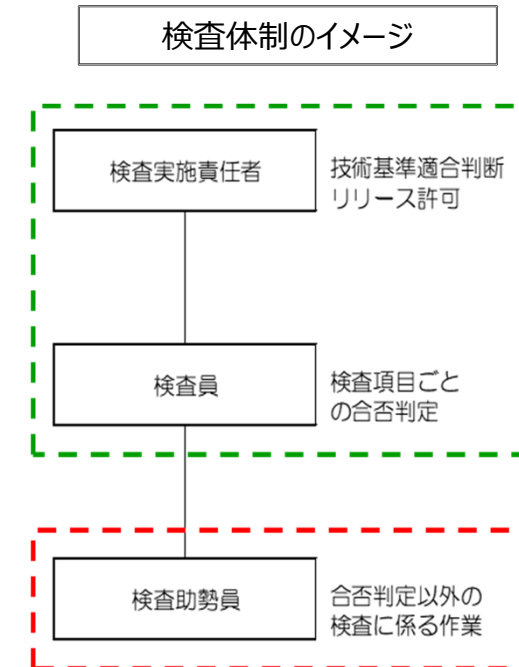 検査体制のイメージ
検査実施責任者
技術基準適合判断
リリース許可
検査員
検査項目ごと
の合否判定
検査助勢員
合否判定以外の
検査に係る作業